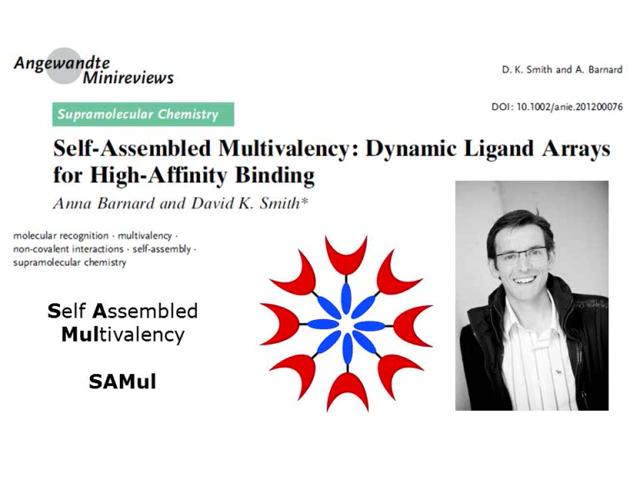 Angewandte
Minireviews
D. K. Smith and A. Barnard
Supramolecular Chemistry
DOI: 10.1002/anie.201200076
Self-Assembled Multivalency: Dynamic Ligand Arrays
for High-Affinity Binding
Anna Barnard and David K. Smith*
molecular recognition · multivalency ·
non-covalent interactions · self-assembly ·
supramolecular chemistry
Self Assembled
Multivalency
SAMul